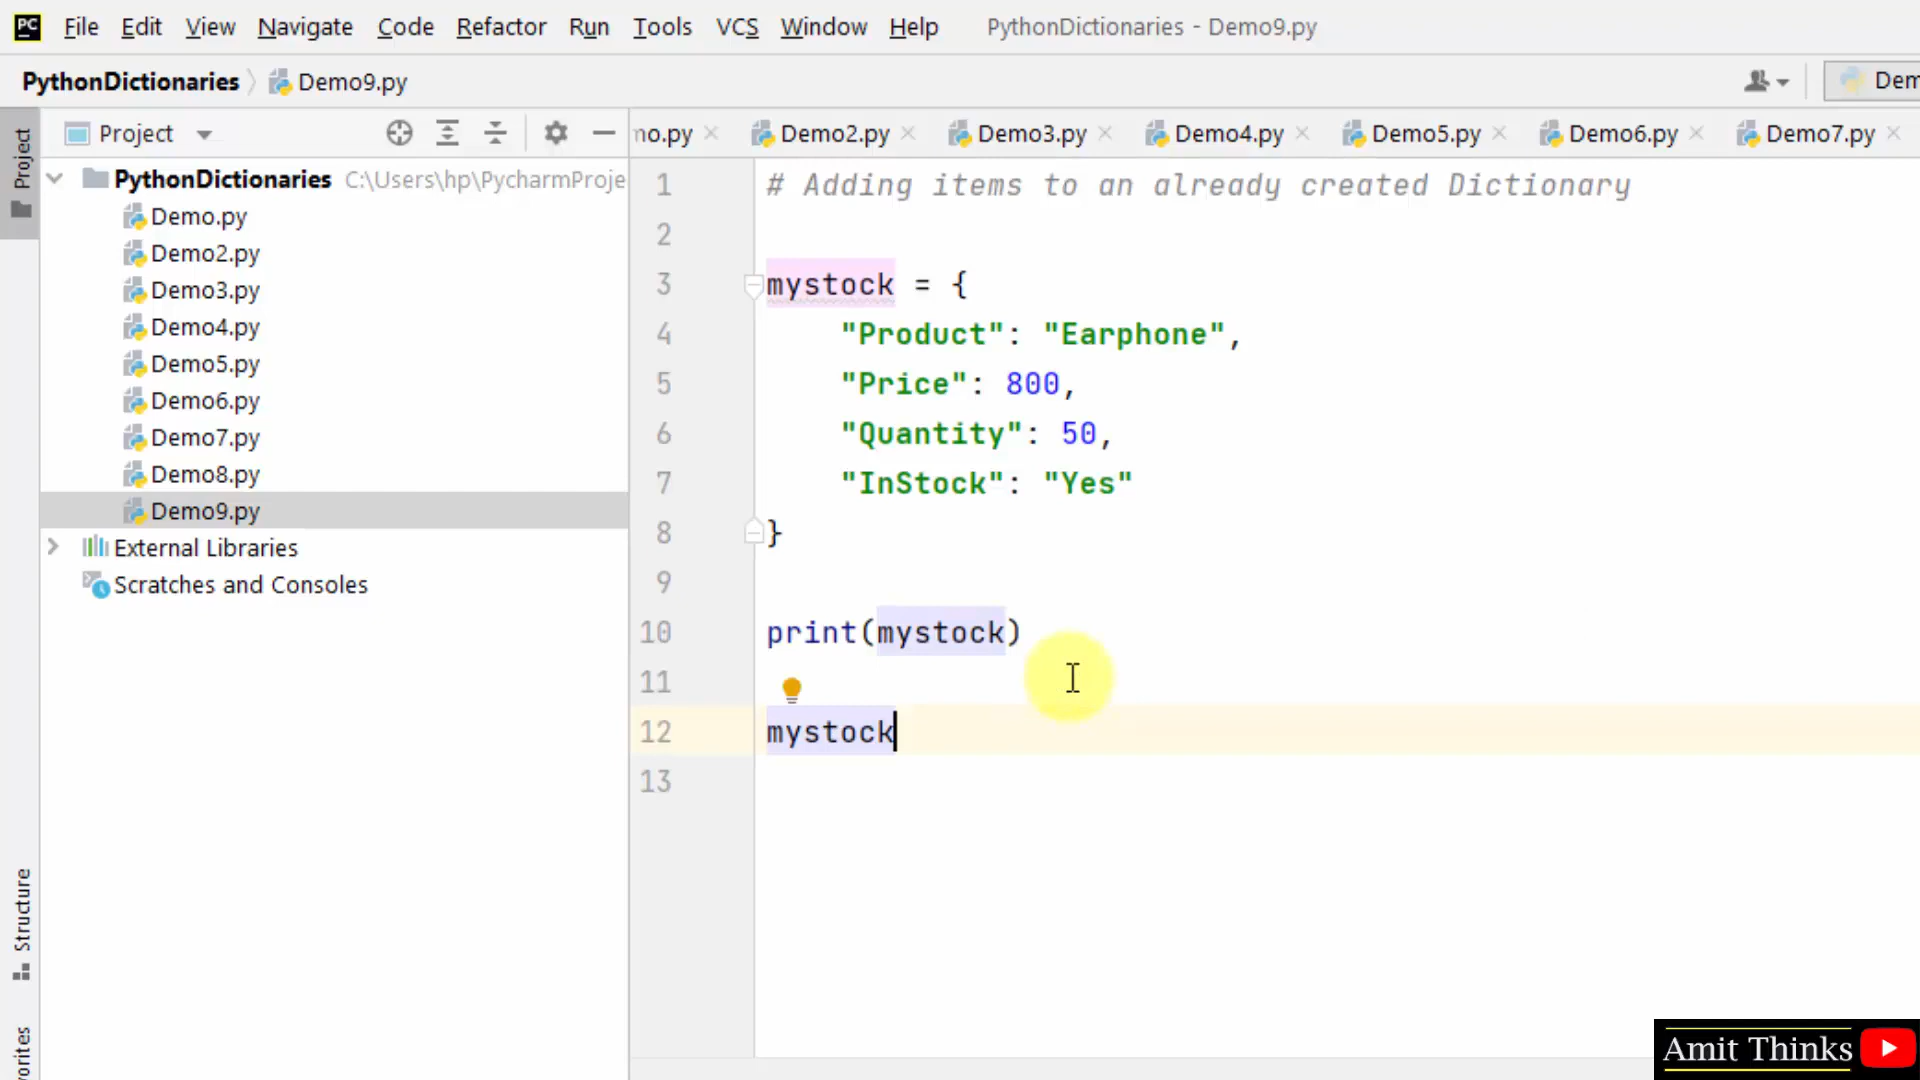 PC File Edit View Navigate Code Refactor Run Tools VCS Window Help PythonDictionaries - Demo9.py
PythonDictionaries Demo9.py Dem
Project
Project
no.py Demo2.py Demo3.py Demo4.py Demo5.py Demo6.py Demo7.py
PythonDictionaries C:\Users\hp\PycharmProje
Demo.py
Demo2.py
Demo3.py
Demo4.py
Demo5.py
Demo6.py
Demo7.py
Demo8.py
Demo9.py
External Libraries
Scratches and Consoles
1 # Adding items to an already created Dictionary
2
3 mystock = {
4 "Product": "Earphone",
5 "Price": 800,
6 "Quantity": 50,
7 "InStock": "Yes"
8 }
9
10 print(mystock)
11
12 mystock
13
Structure
orites
Amit Thinks